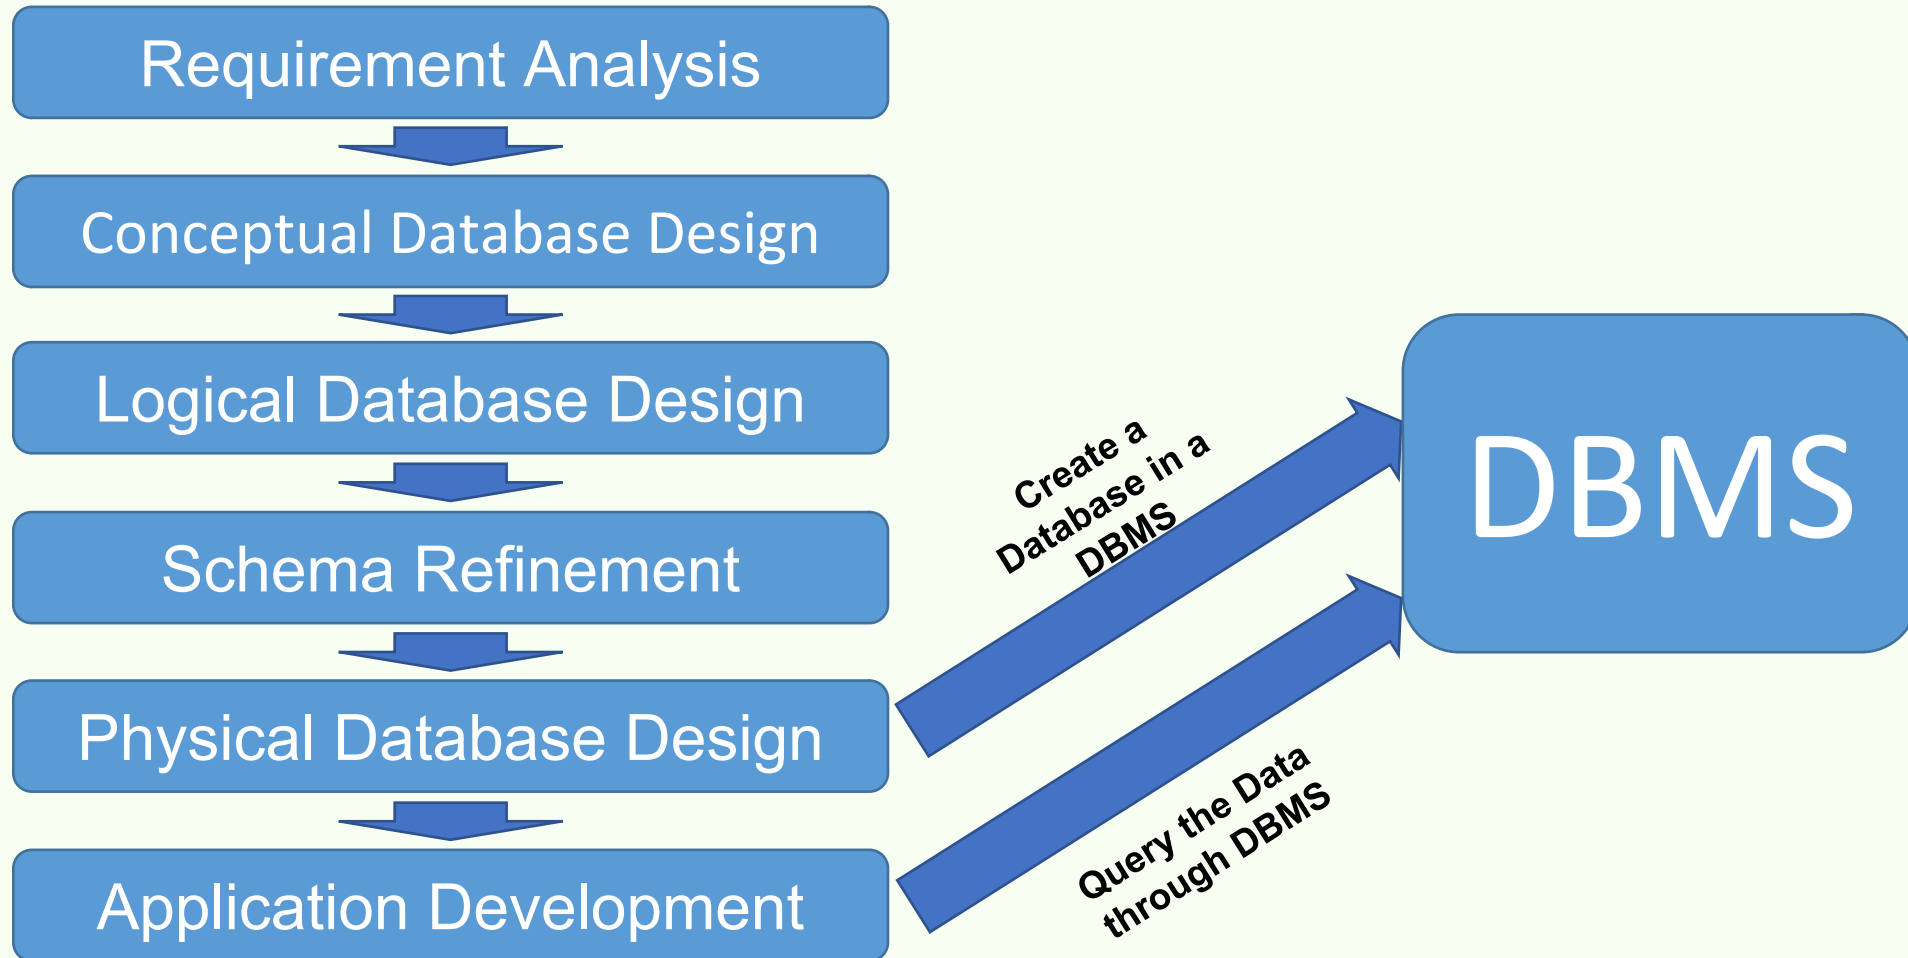 Requirement Analysis
Conceptual Database Design
Logical Database Design
Schema Refinement
Physical Database Design
Application Development
Create a
Database in a
DBMS
Query the Data
through DBMS
DBMS